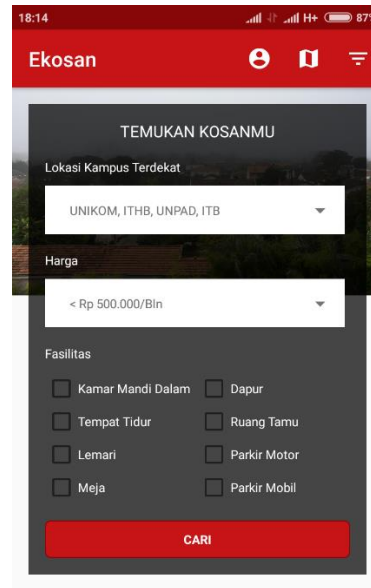 18:14 H+ 87%
Ekosan
TEMUKAN KOSANMU
Lokasi Kampus Terdekat
UNIKOM, ITHB, UNPAD, ITB
Harga
< Rp 500.000/Bln
Fasilitas
Kamar Mandi Dalam Dapur
Tempat Tidur Ruang Tamu
Lemari Parkir Motor
Meja Parkir Mobil
CARI